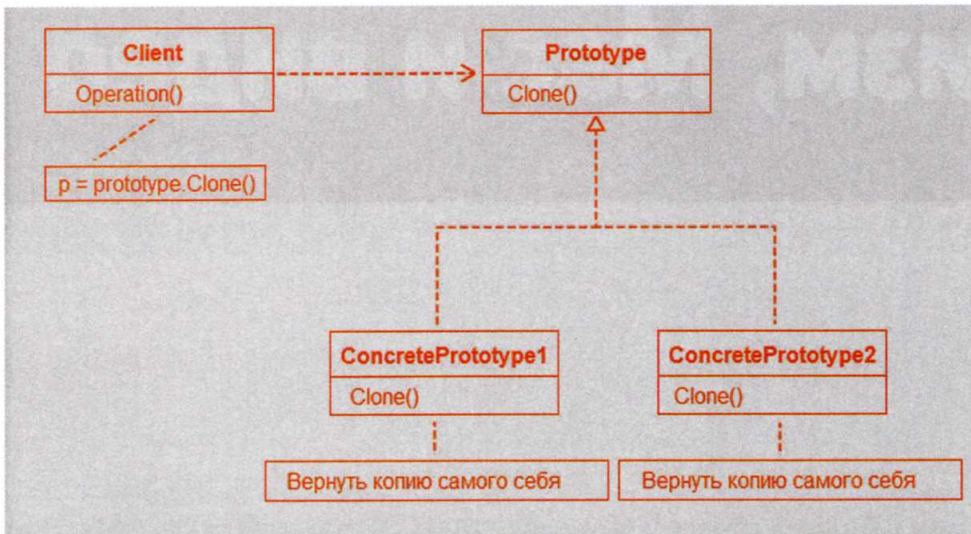 Client
Operation()
p = prototype.Clone()
Prototype
Clone()
ConcretePrototype1
Clone()
Вернуть копию самого себя
ConcretePrototype2
Clone()
Вернуть копию самого себя